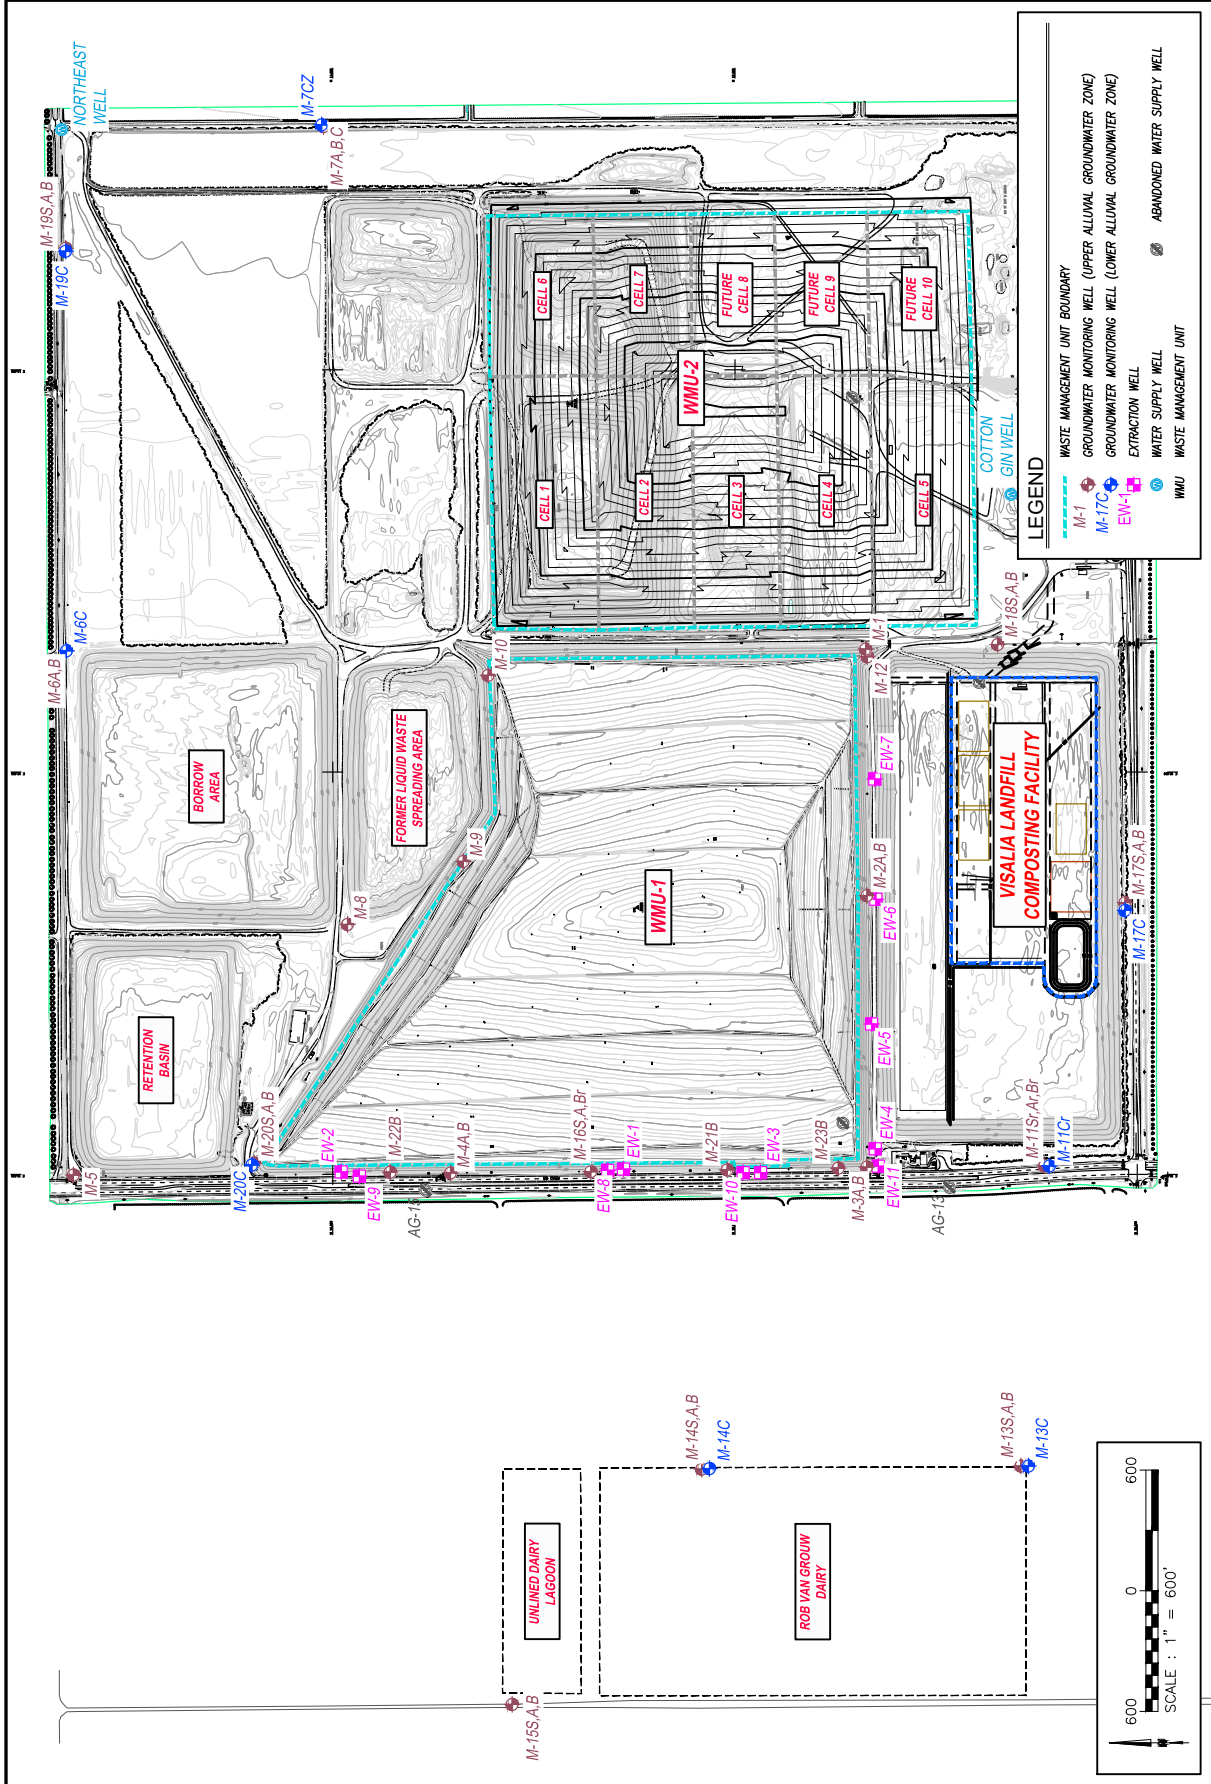 NORTHEAST
WELL
M-7CZ
M-7A,B,C
M-19S,A,B
M-19C
M-6C
M-6A,B
BORROW
AREA
FORMER LIQUID WASTE
SPREADING AREA
RETENTION
BASIN
M-10
M-9
M-8
CELL 6
CELL 7
FUTURE
CELL 8
FUTURE
CELL 9
FUTURE
CELL 10
WMU-2
CELL 1
CELL 2
CELL 3
CELL 4
CELL 5
COTTON
GIN WELL
M-1
M-12
M-18S,A,B
WMU-1
EW-7
M-2A,B
EW-6
EW-5
EW-4
EW-11
VISALIA LANDFILL
COMPOSTING FACILITY
M-17S,A,B
M-17C
M-11Sr,Ar,Br
M-11Cr
M-5
M-20S,A,B
M-20C
EW-2
EW-9
M-22B
M-4A,B
AG-15
M-16S,A,Br
EW-1
EW-8
M-21B
EW-3
EW-10
M-23B
M-3A,B
AG-13
M-14S,A,B
M-14C
M-13S,A,B
M-13C
UNLINED DAIRY
LAGOON
ROB VAN GROUW
DAIRY
M-15S,A,B
LEGEND
WASTE MANAGEMENT UNIT BOUNDARY
M-1 GROUNDWATER MONITORING WELL (UPPER ALLUVIAL GROUNDWATER ZONE)
M-17C GROUNDWATER MONITORING WELL (LOWER ALLUVIAL GROUNDWATER ZONE)
EW-1 EXTRACTION WELL
WATER SUPPLY WELL ABANDONED WATER SUPPLY WELL
WMU WASTE MANAGEMENT UNIT
600 0 600
SCALE : 1" = 600'